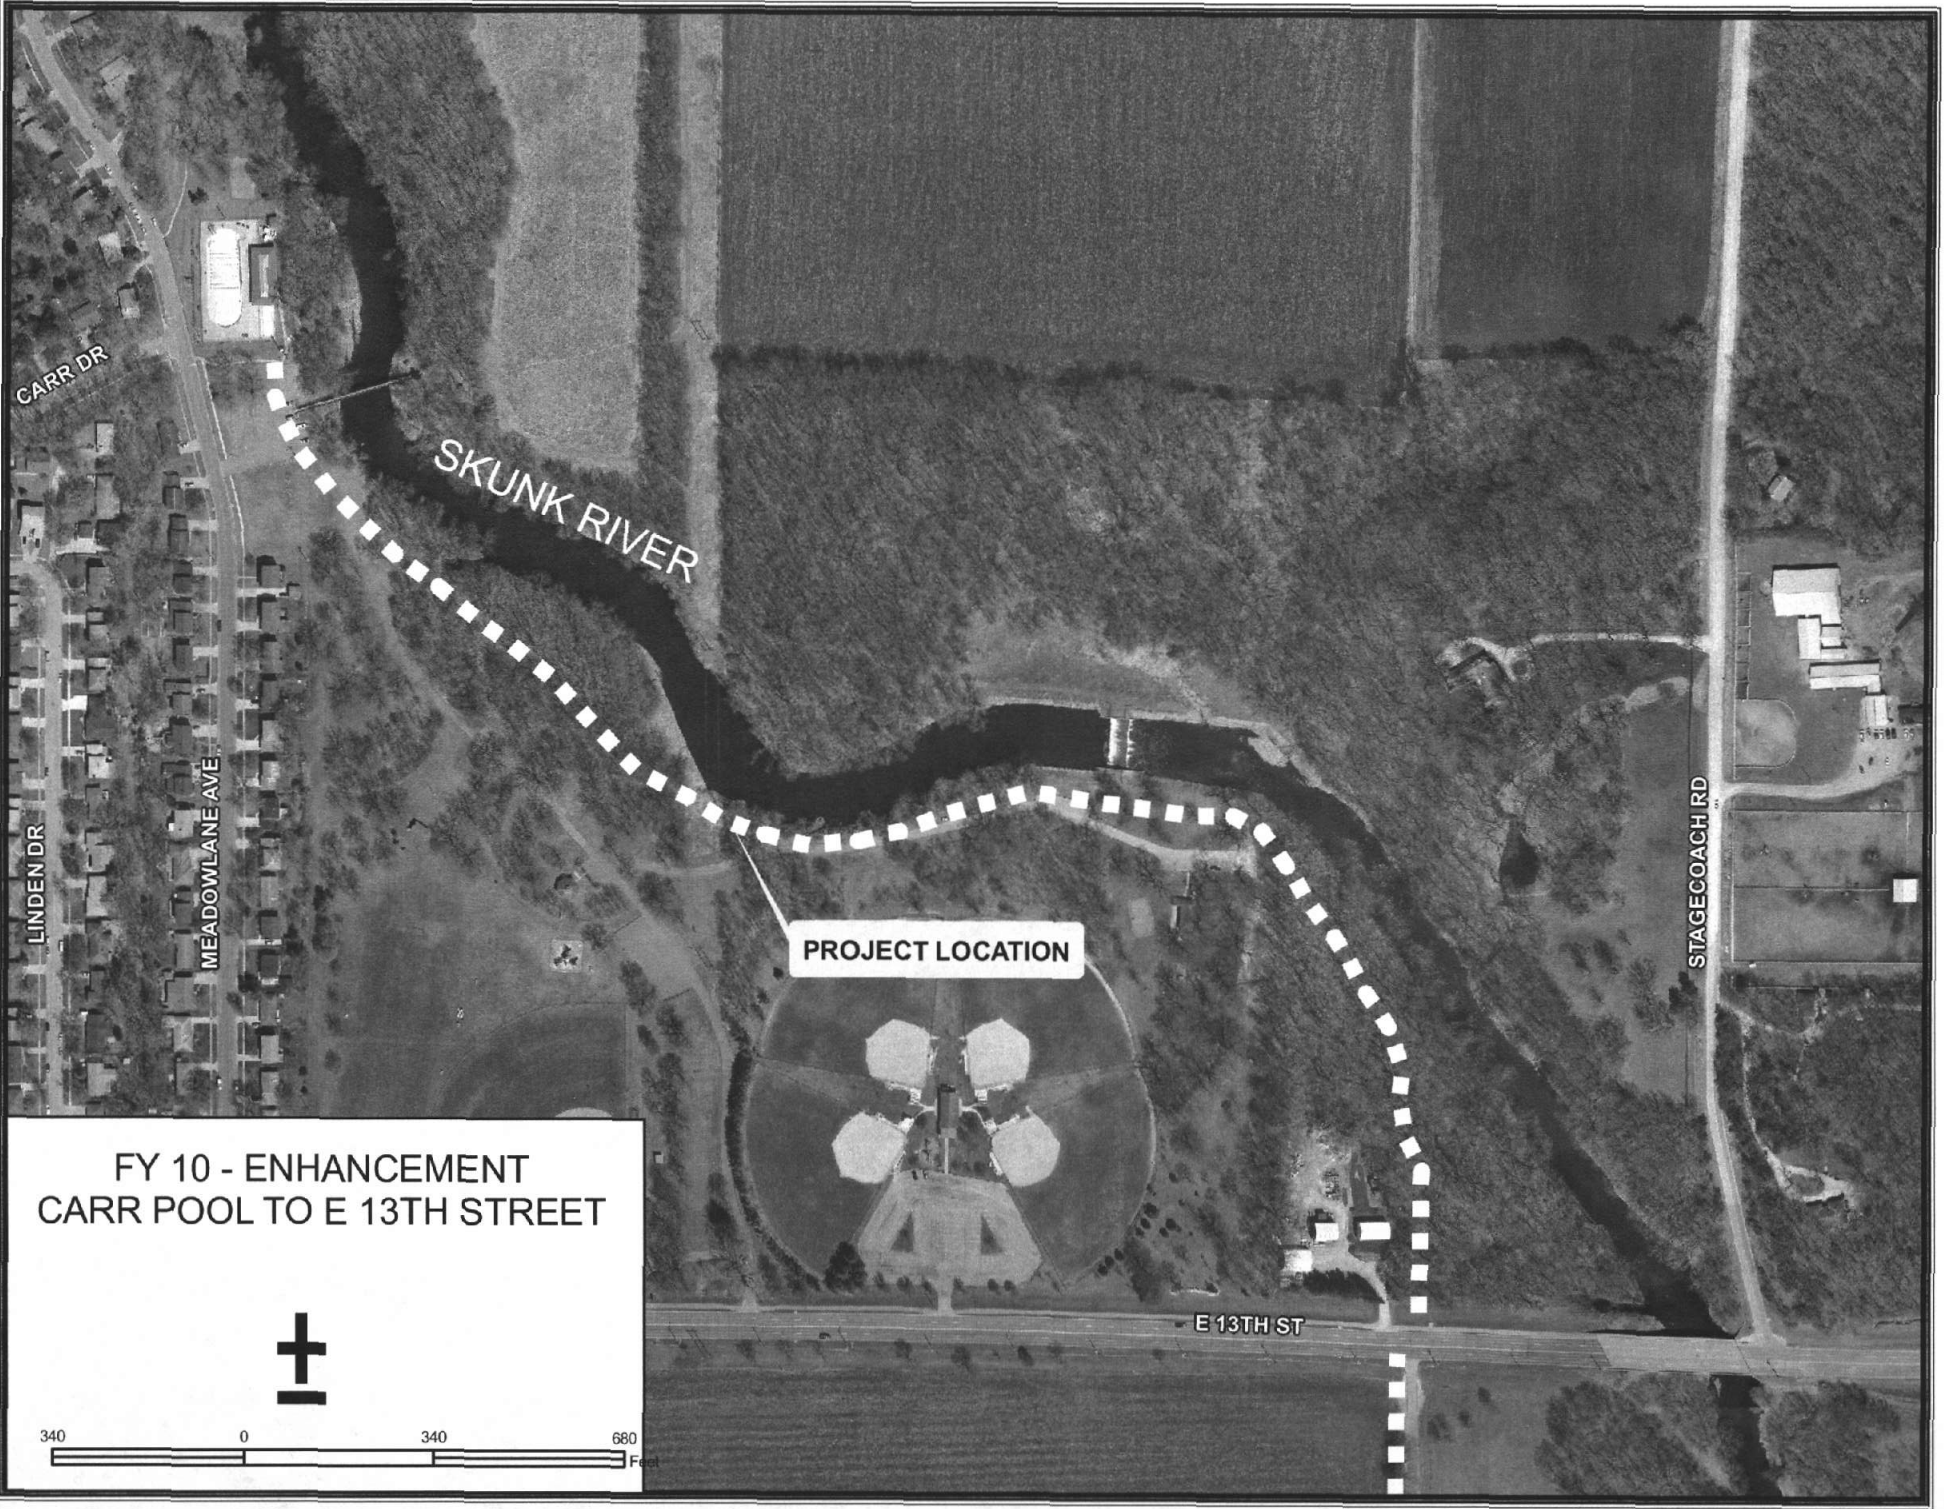 CARR DR
SKUNK RIVER
LINDEN DR
MEADOWLANE AVE
STAGECOACH RD
PROJECT LOCATION
E 13TH ST
FY 10 - ENHANCEMENT
CARR POOL TO E 13TH STREET
±
340 0 340 680
Feet